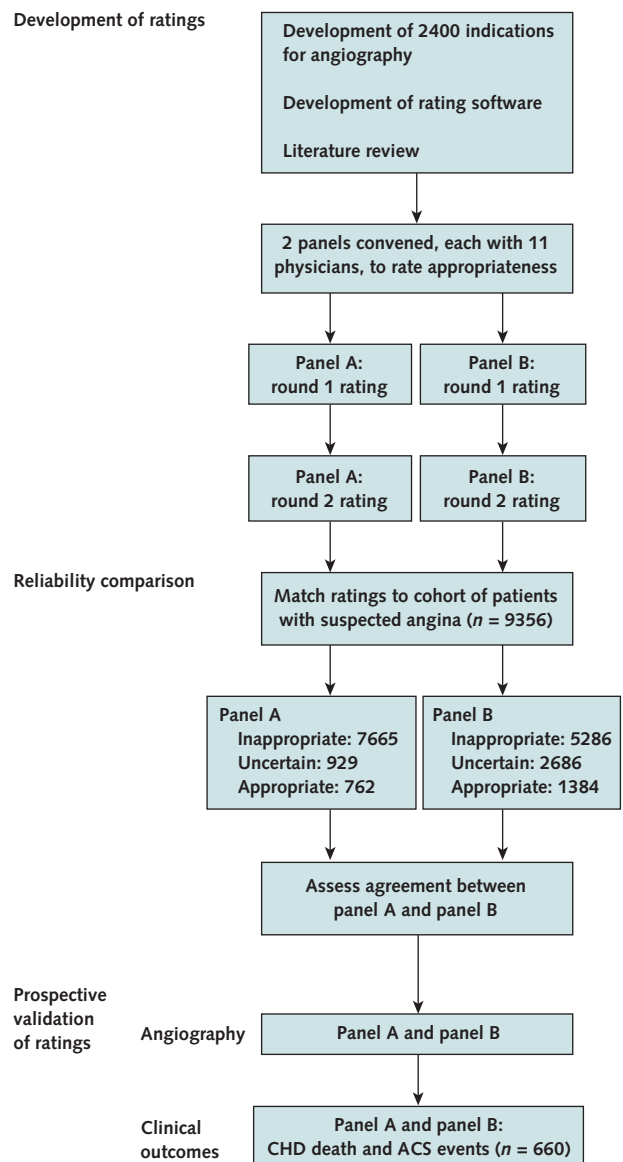 Development of ratings
Development of 2400 indications
for angiography
Development of rating software
Literature review
2 panels convened, each with 11
physicians, to rate appropriateness
Panel A:
round 1 rating
Panel B:
round 1 rating
Panel A:
round 2 rating
Panel B:
round 2 rating
Reliability comparison
Match ratings to cohort of patients
with suspected angina (n = 9356)
Panel A
Inappropriate: 7665
Uncertain: 929
Appropriate: 762
Panel B
Inappropriate: 5286
Uncertain: 2686
Appropriate: 1384
Assess agreement between
panel A and panel B
Prospective
validation
of ratings
Angiography
Panel A and panel B
Clinical
outcomes
Panel A and panel B:
CHD death and ACS events (n = 660)